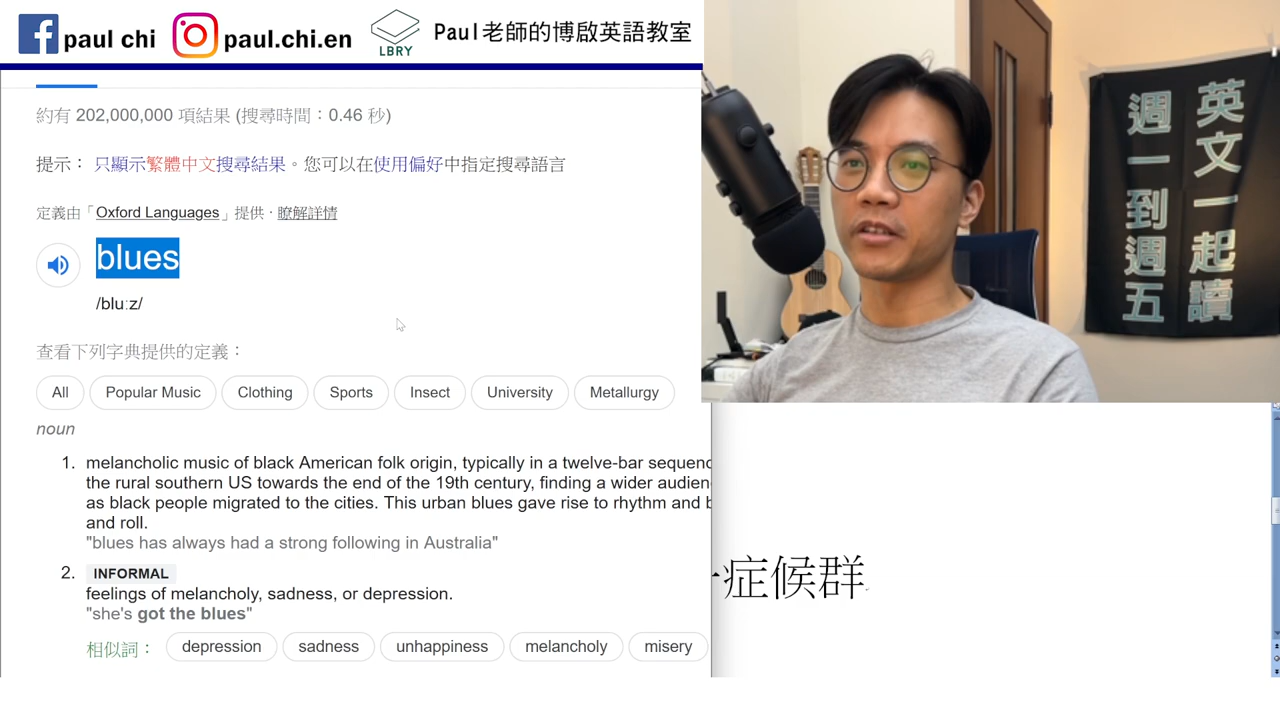 paul chi
paul.chi.en
LBRY
Paul老師的博啟英語教室
約有 202,000,000 項結果 (搜尋時間：0.46 秒)
提示： 只顯示繁體中文搜尋結果。您可以在使用偏好中指定搜尋語言
定義由「Oxford Languages」提供 · 瞭解詳情
blues
/bluːz/
查看下列字典提供的定義：
All Popular Music Clothing Sports Insect University Metallurgy
noun
1. melancholic music of black American folk origin, typically in a twelve-bar
the rural southern US towards the end of the 19th century, finding a wider
as black people migrated to the cities. This urban blues gave rise to rhythm and
and roll.
"blues has always had a strong following in Australia"
2. INFORMAL
feelings of melancholy, sadness, or depression.
"she's got the blues"
相似詞： depression sadness unhappiness melancholy misery
英文一起讀
週一到週五
症候群